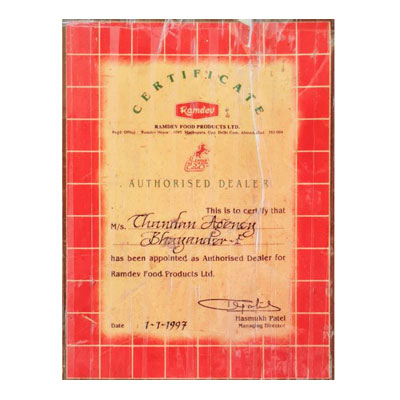 CERTIFICATE
Ramdev
RAMDEV FOOD PRODUCTS LTD.
AUTHORISED DEALER
This is to certify that
M/s. Chandan Agency
Bhayander-E
has been appointed as Authorised Dealer for
Ramdev Food Products Ltd.
Hasmukh Patel
Date 1-1-1997
Managing Director